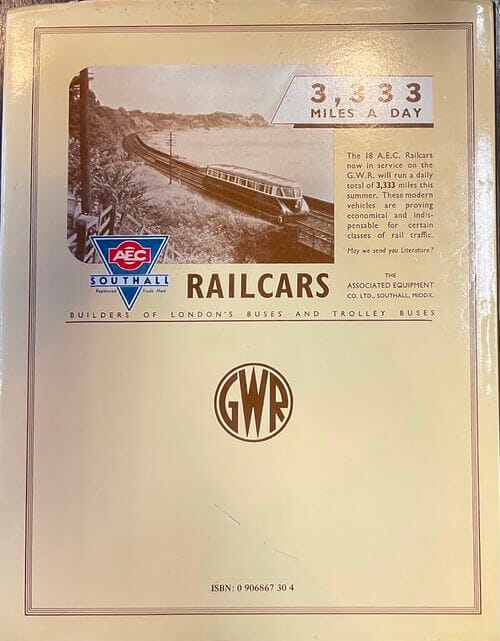 3,333
MILES A DAY
The 18 A.E.C. Railcars
now in service on the
G.W.R. will run a daily
total of 3,333 miles this
summer. These modern
vehicles are proving
economical and indis-
pensable for certain
classes of rail traffic.
May we send you Literature?
AEC
SOUTHALL
Registered Trade Mark
RAILCARS
THE
ASSOCIATED EQUIPMENT
CO. LTD., SOUTHALL, MIDDX.
BUILDERS OF LONDON'S BUSES AND TROLLEY BUSES
GWR
ISBN: 0 906867 30 4